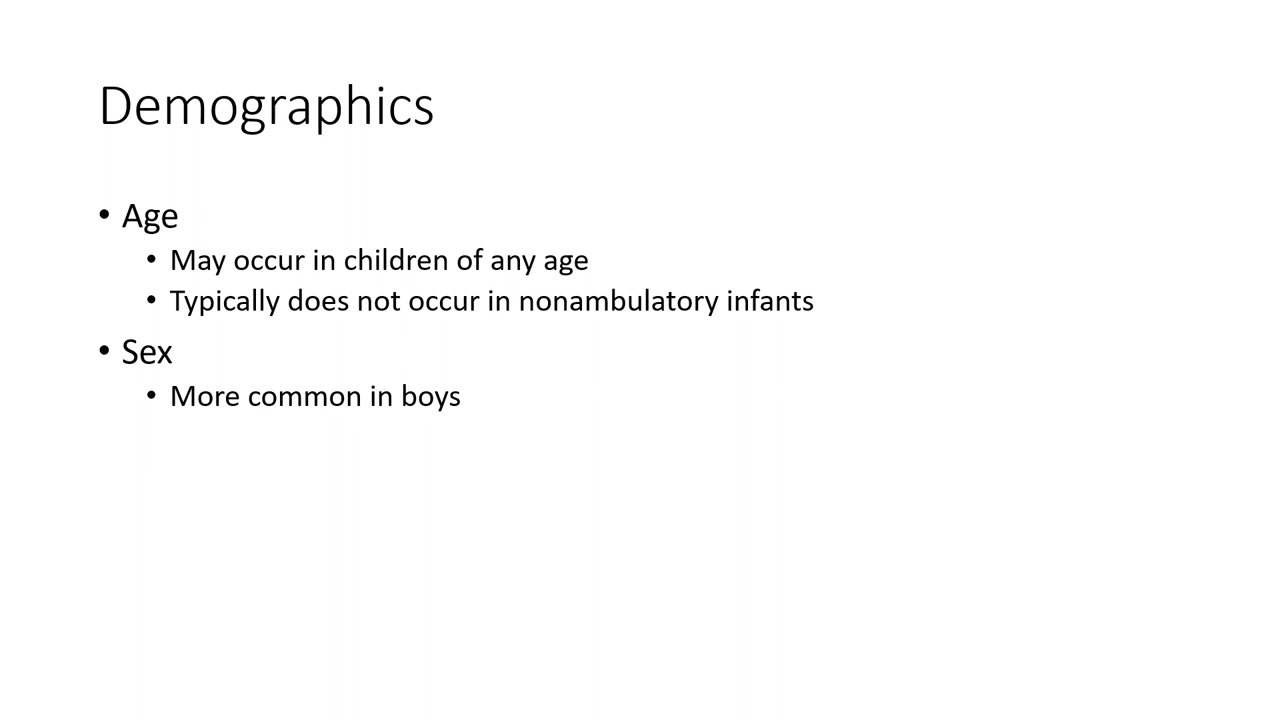 Demographics
• Age
• May occur in children of any age
• Typically does not occur in nonambulatory infants
• Sex
• More common in boys